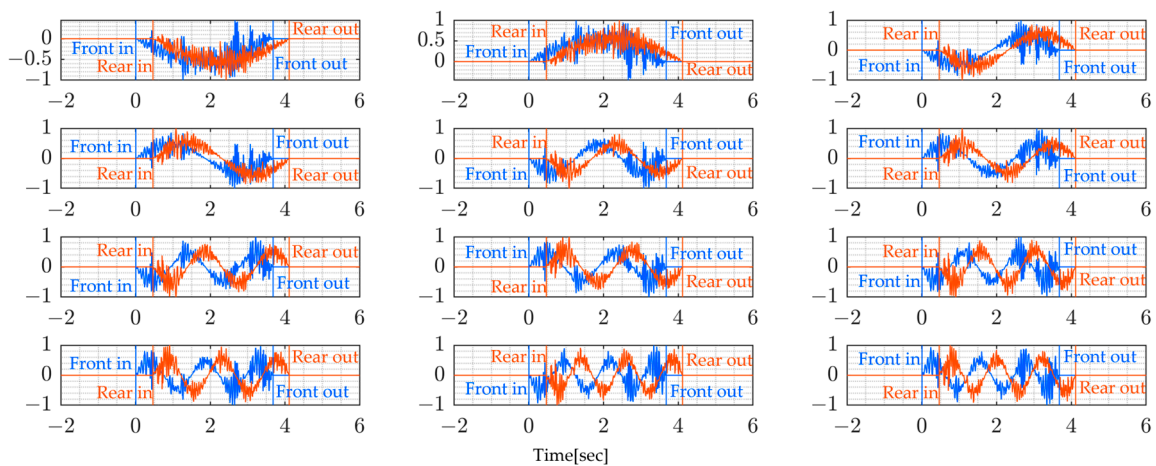 0 Rear out 1 Rear in Front out 1 Rear out
Front in 0.5 Front in 0
−0.5 Rear in Front out 0 Rear out Front in Front out
−1 −1
−2 0 2 4 6 −2 0 2 4 6 −2 0 2 4 6
1 Front in Front out 1 Rear in Front out 1 Front in Rear out
0 0 0
−1 Rear in Rear out −1 Front in Rear out −1 Rear in Front out
−2 0 2 4 6 −2 0 2 4 6 −2 0 2 4 6
1 Rear in Rear out 1 Front in Front out 1 Rear in Front out
0 0 0
−1 Front in Front out −1 Rear in Rear out −1 Front in Rear out
−2 0 2 4 6 −2 0 2 4 6 −2 0 2 4 6
1 Front in Rear out 1 Rear in Rear out 1 Front in Front out
0 0 0
−1 Rear in Front out −1 Front in Front out −1 Rear in Rear out
−2 0 2 4 6 −2 0 2 4 6 −2 0 2 4 6
Time[sec]